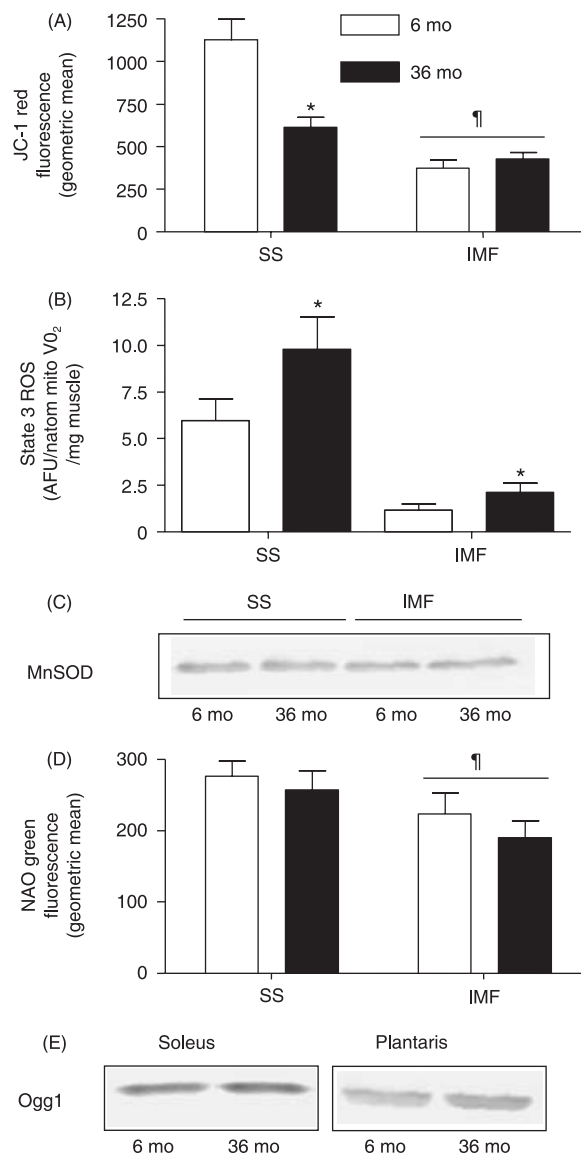 (A)
JC-1 red
fluorescence
(geometric mean)
1250
1000
750
500
250
0
6 mo
36 mo
*
¶
SS
IMF
(B)
State 3 ROS
(AFU/natom mito V0₂
/mg muscle)
12.5
10.0
7.5
5.0
2.5
0
*
*
SS
IMF
(C)
SS
IMF
MnSOD
6 mo
36 mo
6 mo
36 mo
(D)
NAO green
fluorescence
(geometric mean)
300
200
100
0
¶
SS
IMF
(E)
Soleus
Plantaris
Ogg1
6 mo
36 mo
6 mo
36 mo